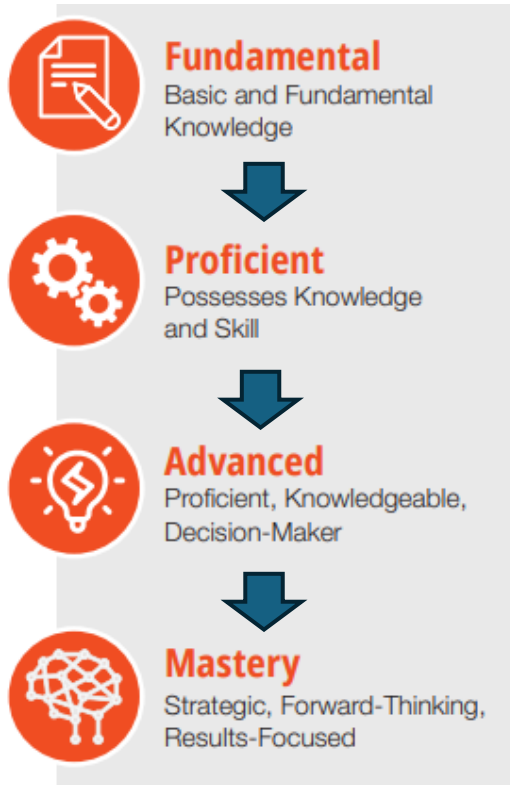 Fundamental
Basic and Fundamental
Knowledge
Proficient
Possesses Knowledge
and Skill
Advanced
Proficient, Knowledgeable,
Decision-Maker
Mastery
Strategic, Forward-Thinking,
Results-Focused